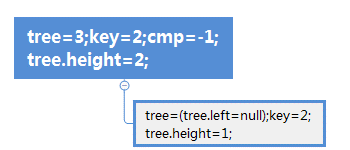 tree=3;key=2;cmp=-1;
tree.height=2;
tree=(tree.left=null);key=2;
tree.height=1;